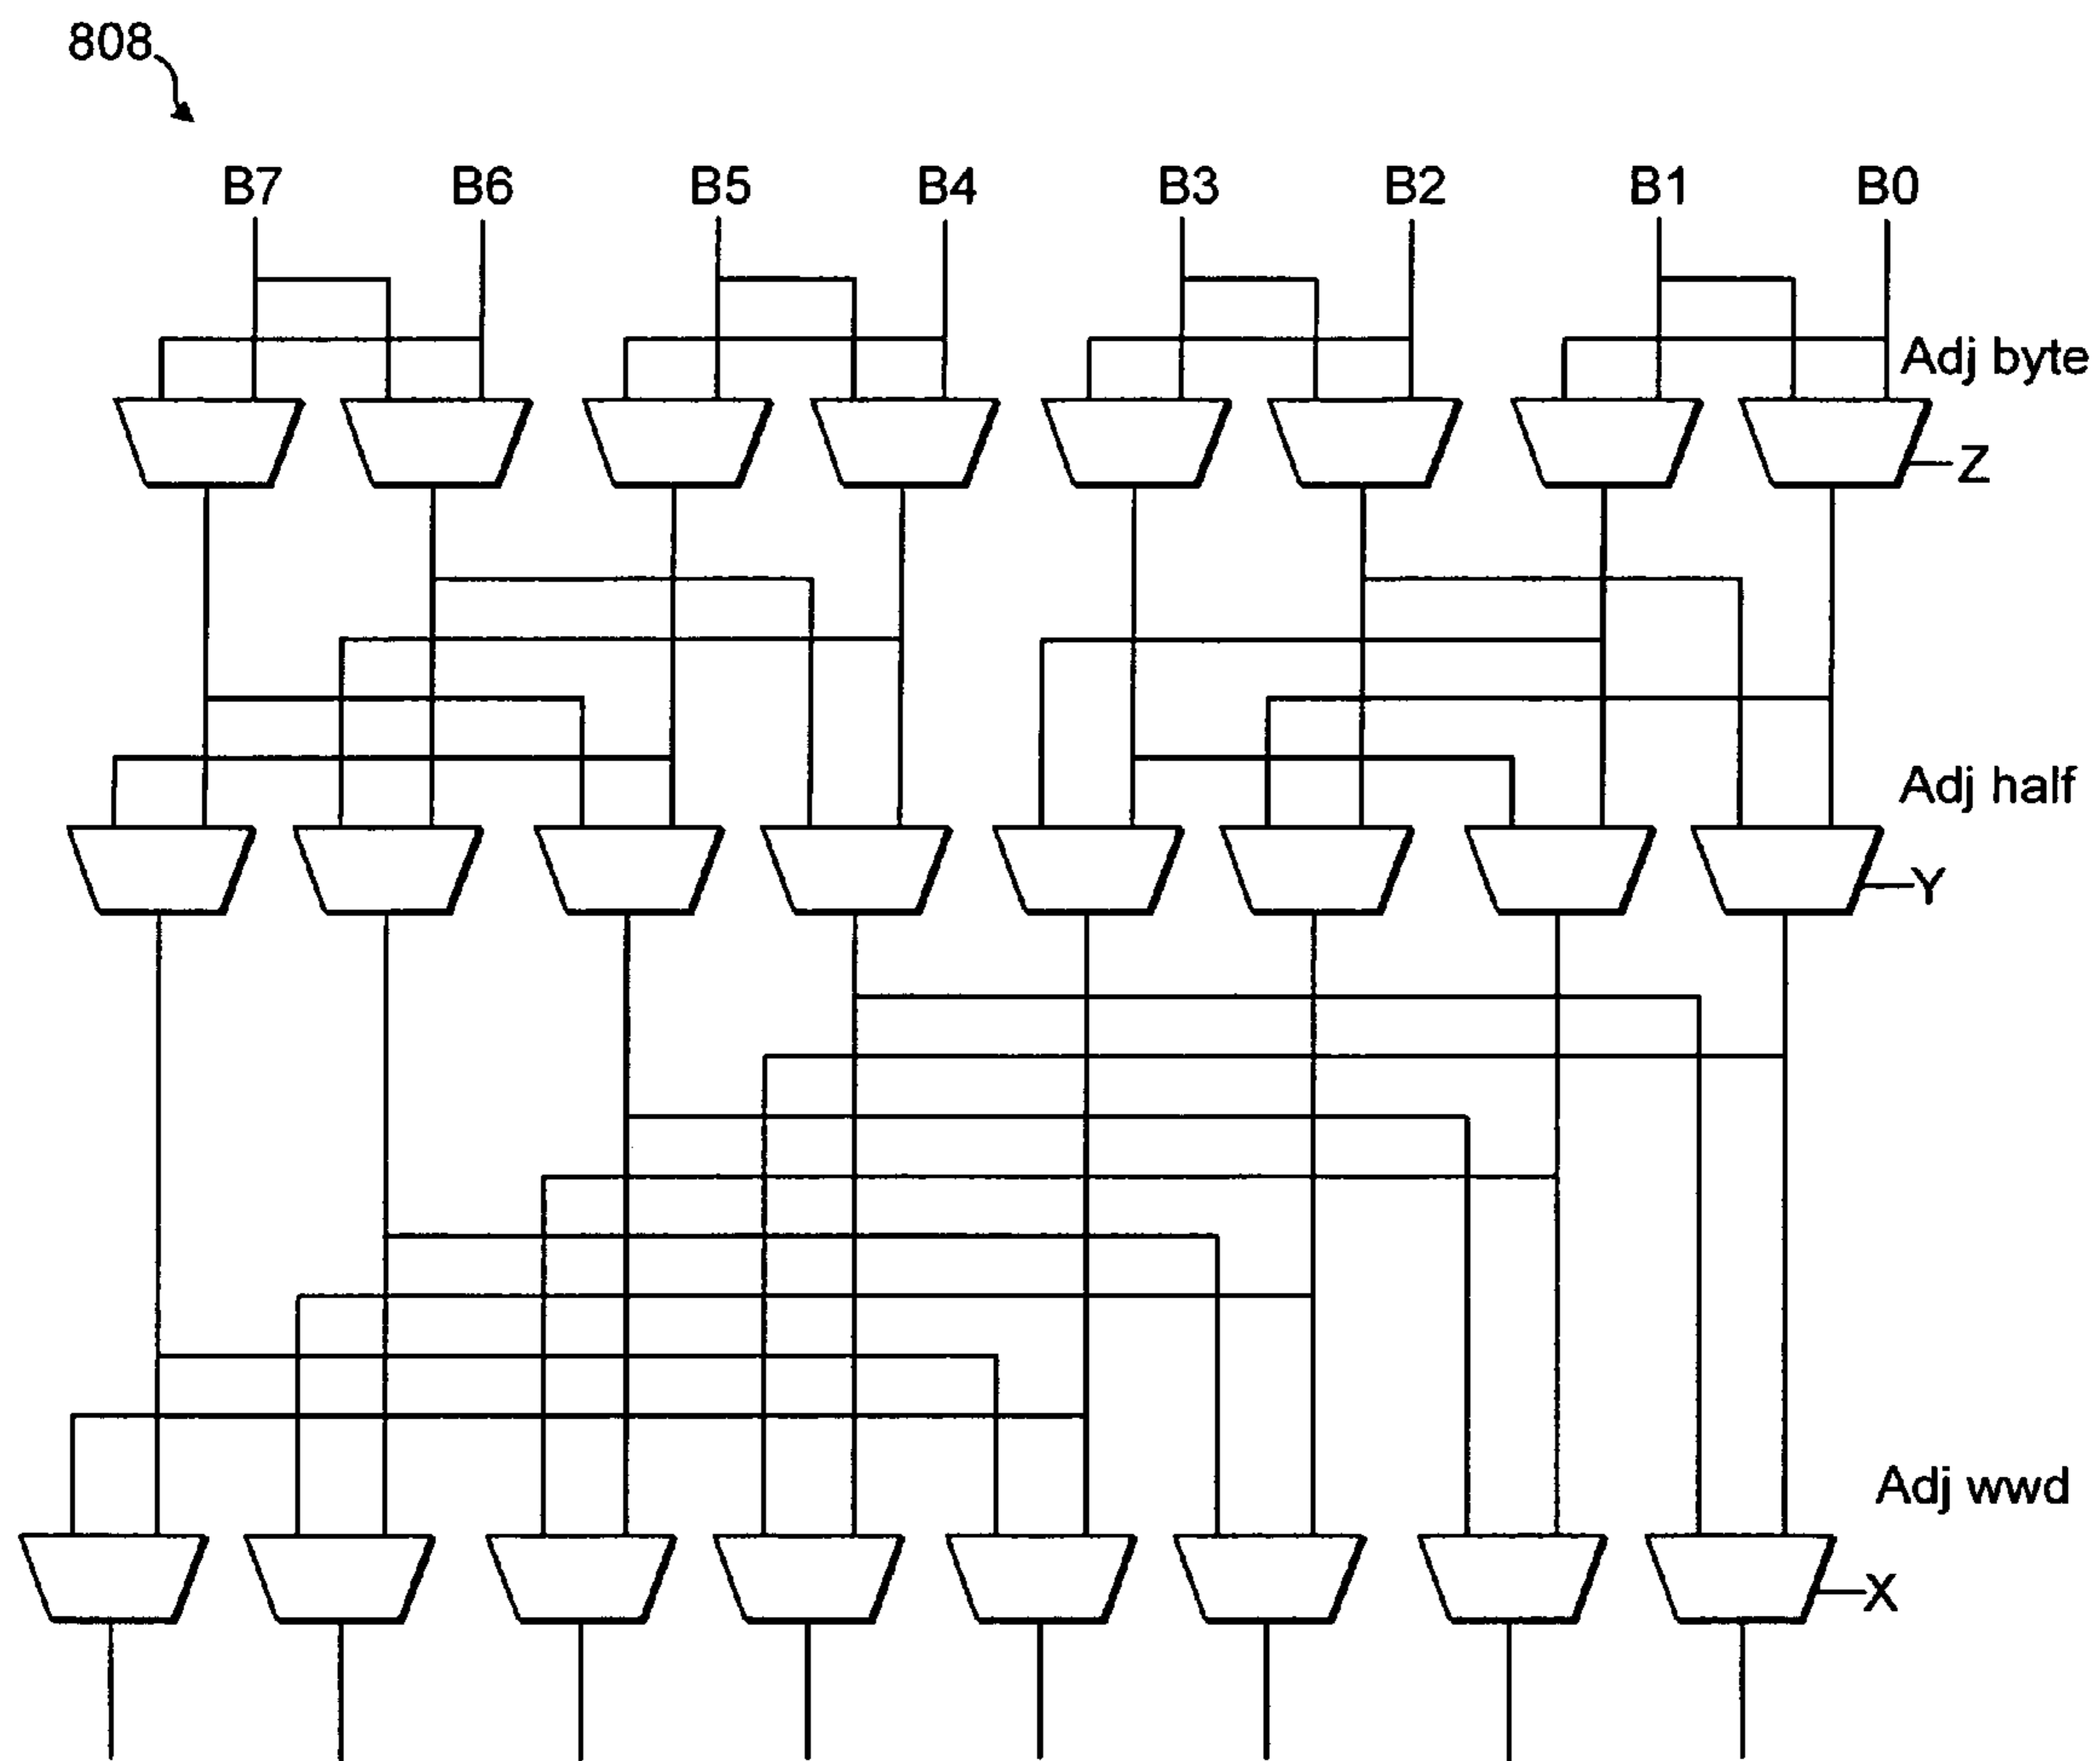 808
B7 B6 B5 B4 B3 B2 B1 B0
Adj byte
Z
Adj half
Y
Adj wwd
X